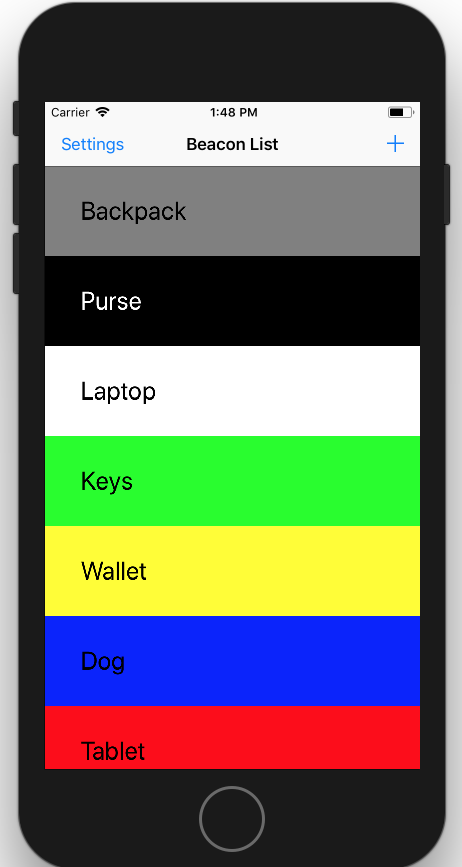 Carrier 1:48 PM
Settings Beacon List +
Backpack
Purse
Laptop
Keys
Wallet
Dog
Tablet